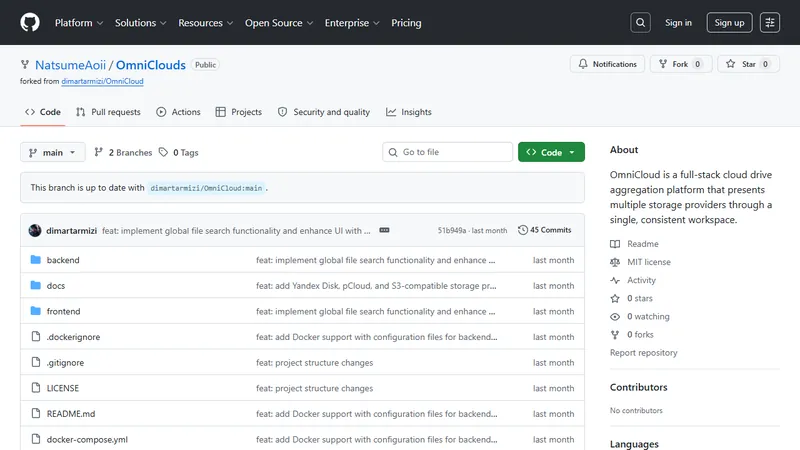 Platform Solutions Resources Open Source Enterprise Pricing Sign in Sign up
NatsumeAoii / OmniClouds Public Notifications Fork 0 Star 0
forked from dimartarmizi/OmniCloud
Code Pull requests Actions Projects Security and quality Insights
main 2 Branches 0 Tags Go to file Code
This branch is up to date with dimartarmizi/OmniCloud:main .
dimartarmizi feat: implement global file search functionality and enhance UI with ... 51b949a · last month 45 Commits
backend feat: implement global file search functionality and enhance ... last month
docs feat: add Yandex Disk, pCloud, and S3-compatible storage pr... last month
frontend feat: implement global file search functionality and enhance ... last month
.dockerignore feat: add Docker support with configuration files for backend... last month
.gitignore feat: project structure changes last month
LICENSE feat: project structure changes last month
README.md feat: add Docker support with configuration files for backend... last month
docker-compose.yml feat: add Docker support with configuration files for backend... last month
About
OmniCloud is a full-stack cloud drive
aggregation platform that presents
multiple storage providers through a
single, consistent workspace.
Readme
MIT license
Activity
0 stars
0 watching
0 forks
Report repository
Contributors
No contributors
Languages